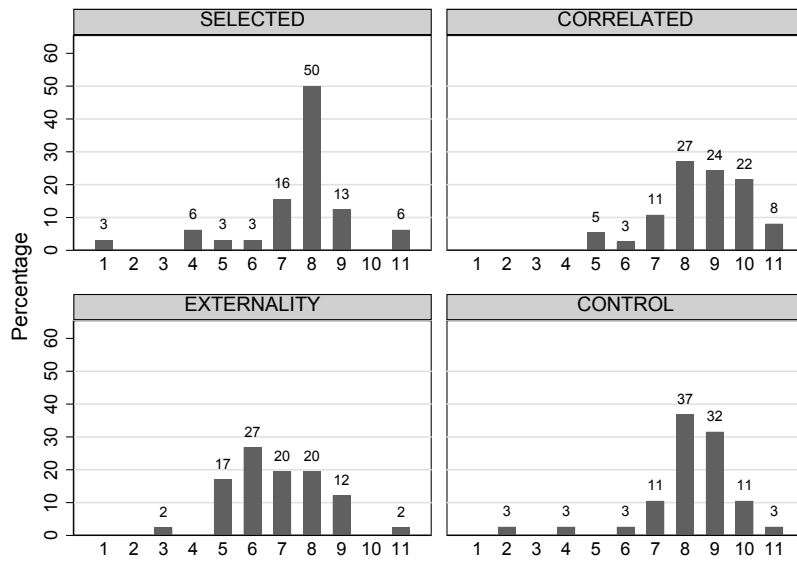 SELECTED
CORRELATED
60
50
40
30
20
10
0
3 6 3 3 16 50 13 6
5 3 11 27 24 22 8
1 2 3 4 5 6 7 8 9 10 11
1 2 3 4 5 6 7 8 9 10 11
Percentage
EXTERNALITY
CONTROL
60
50
40
30
20
10
0
2 17 27 20 20 12 2
3 3 3 11 37 32 11 3
1 2 3 4 5 6 7 8 9 10 11
1 2 3 4 5 6 7 8 9 10 11